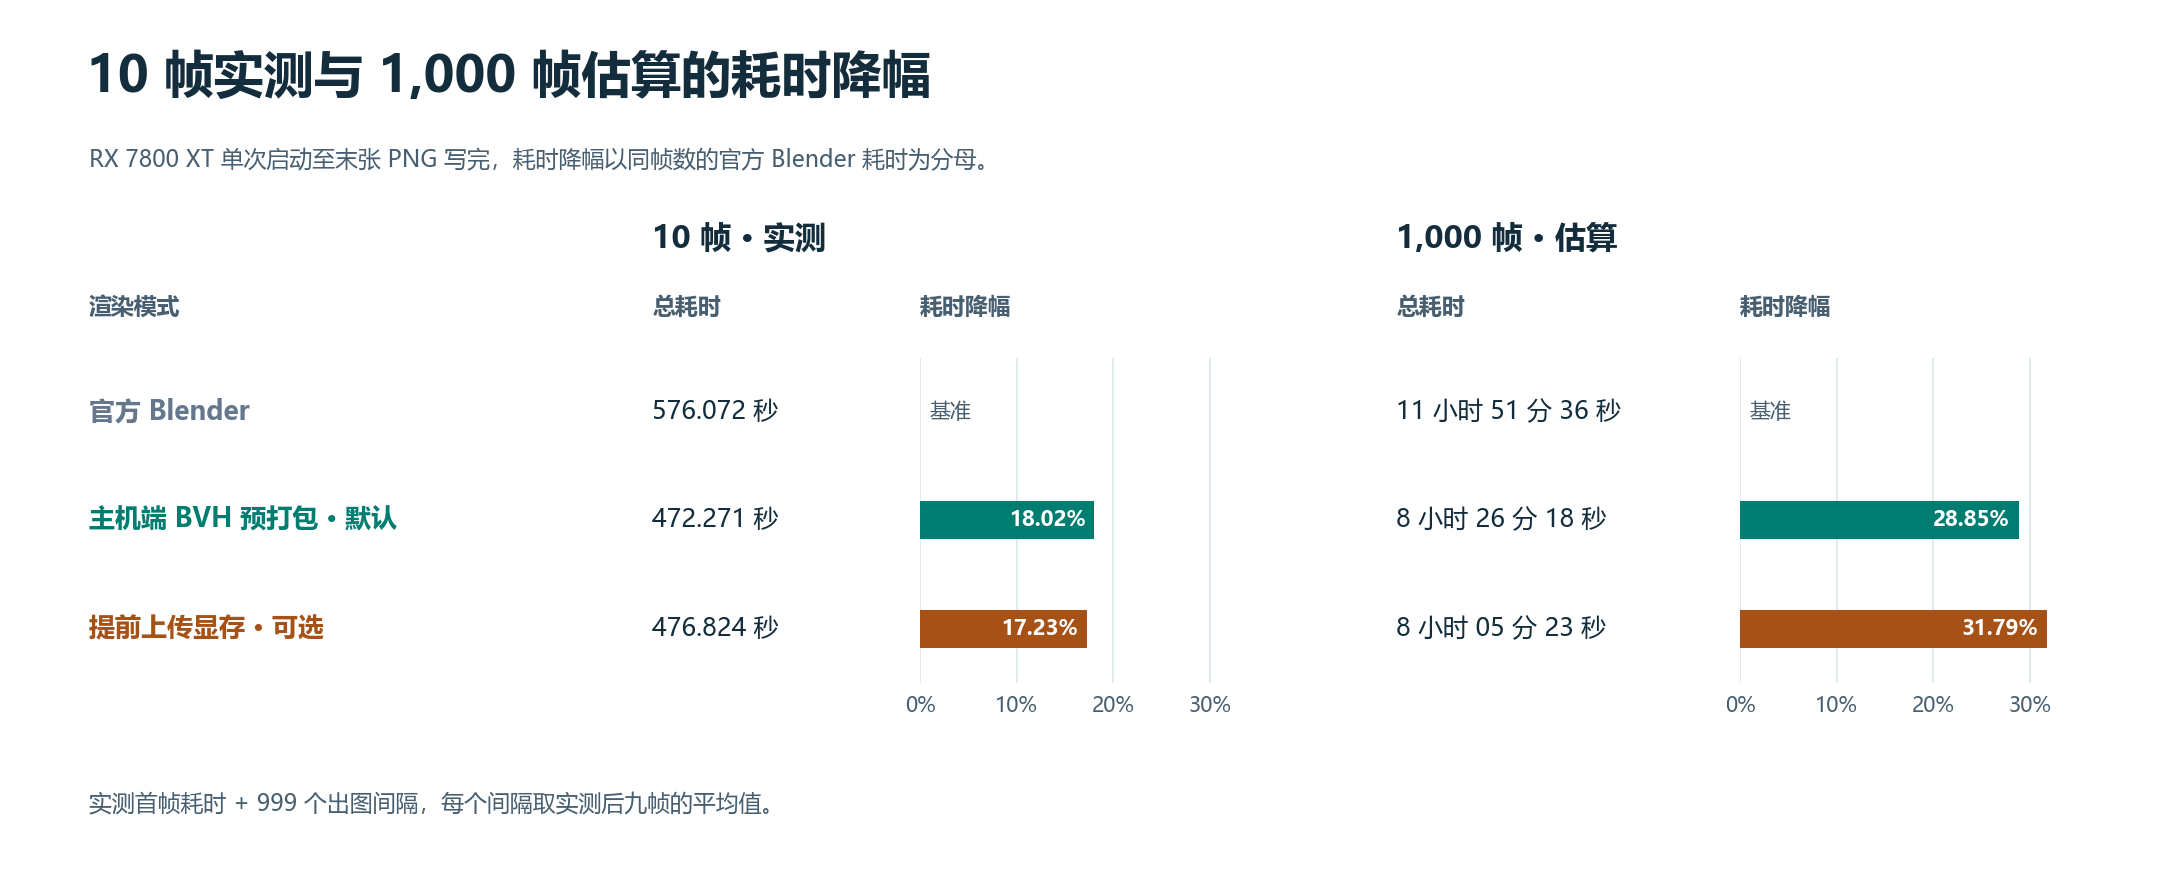 10 帧实测与 1,000 帧估算的耗时降幅
RX 7800 XT 单次启动至末张 PNG 写完，耗时降幅以同帧数的官方 Blender 耗时为分母。
10 帧・实测
1,000 帧・估算
渲染模式
总耗时
耗时降幅
总耗时
耗时降幅
官方 Blender
576.072 秒
基准
11 小时 51 分 36 秒
基准
主机端 BVH 预打包・默认
472.271 秒
18.02%
8 小时 26 分 18 秒
28.85%
提前上传显存・可选
476.824 秒
17.23%
8 小时 05 分 23 秒
31.79%
0% 10% 20% 30%
0% 10% 20% 30%
实测首帧耗时 + 999 个出图间隔，每个间隔取实测后九帧的平均值。